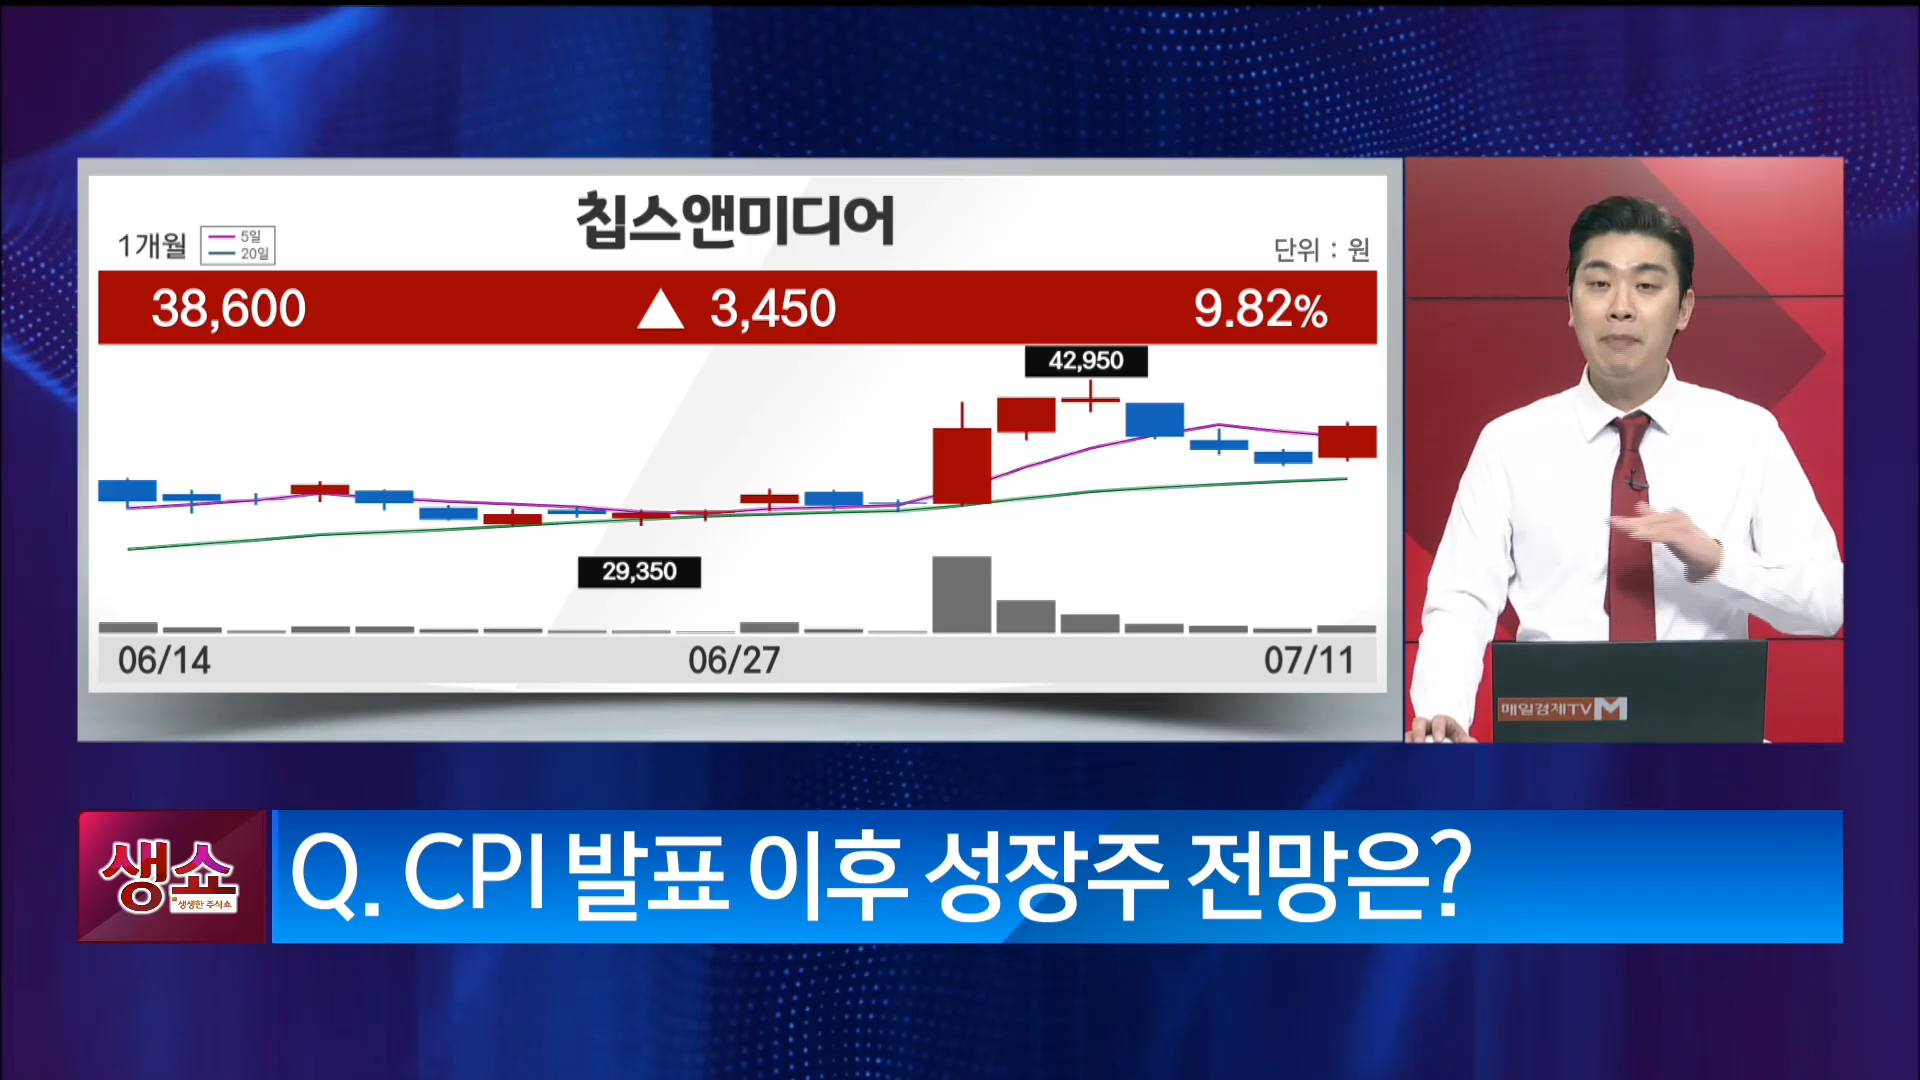 칩스앤미디어
1개월
5일
20일
단위 : 원
38,600 ▲ 3,450 9.82%
42,950
29,350
06/14 06/27 07/11
매일경제TV M
생쇼
생생한 주식쇼
Q. CPI 발표 이후 성장주 전망은?